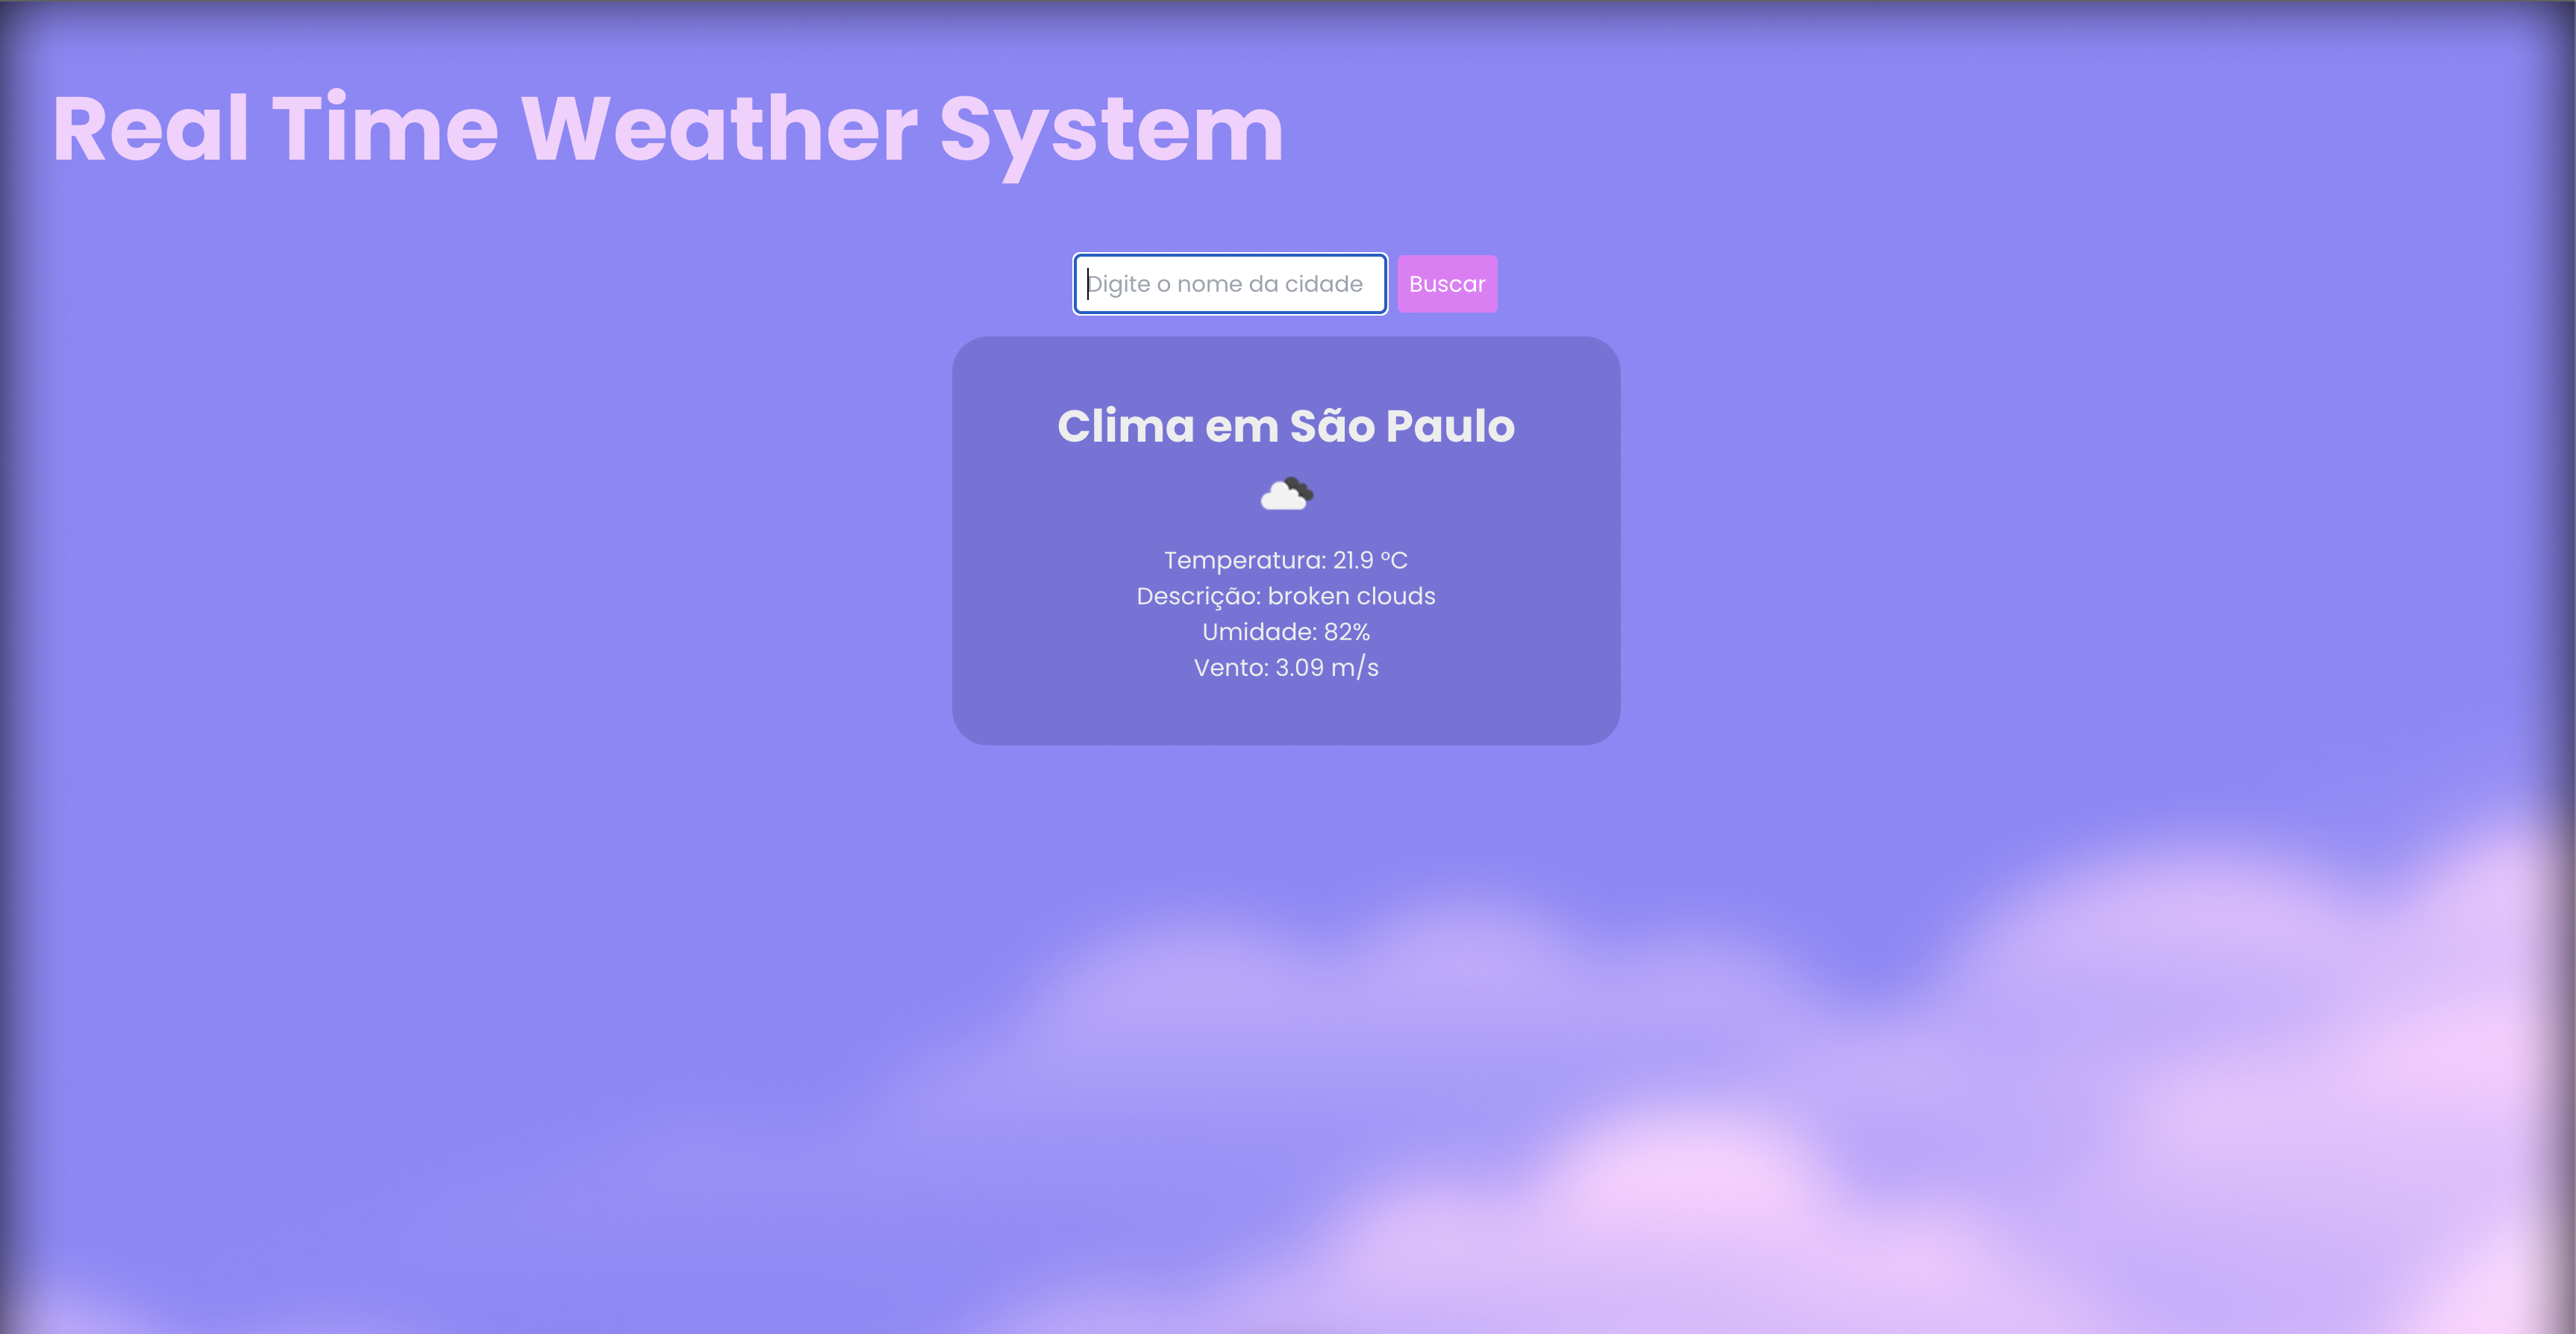 Real Time Weather System
Digite o nome da cidade
Buscar
Clima em São Paulo
Temperatura: 21.9 ºC
Descrição: broken clouds
Umidade: 82%
Vento: 3.09 m/s